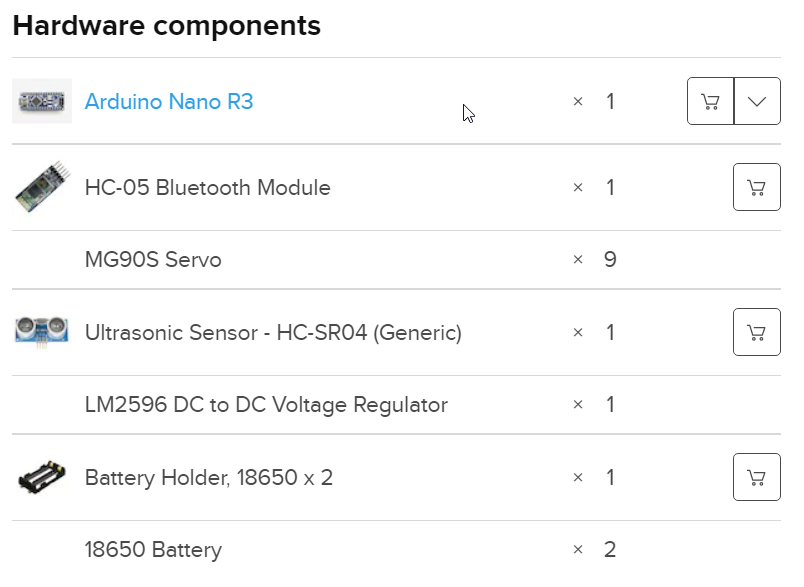 Hardware components
Arduino Nano R3 × 1
HC-05 Bluetooth Module × 1
MG90S Servo × 9
Ultrasonic Sensor - HC-SR04 (Generic) × 1
LM2596 DC to DC Voltage Regulator × 1
Battery Holder, 18650 x 2 × 1
18650 Battery × 2